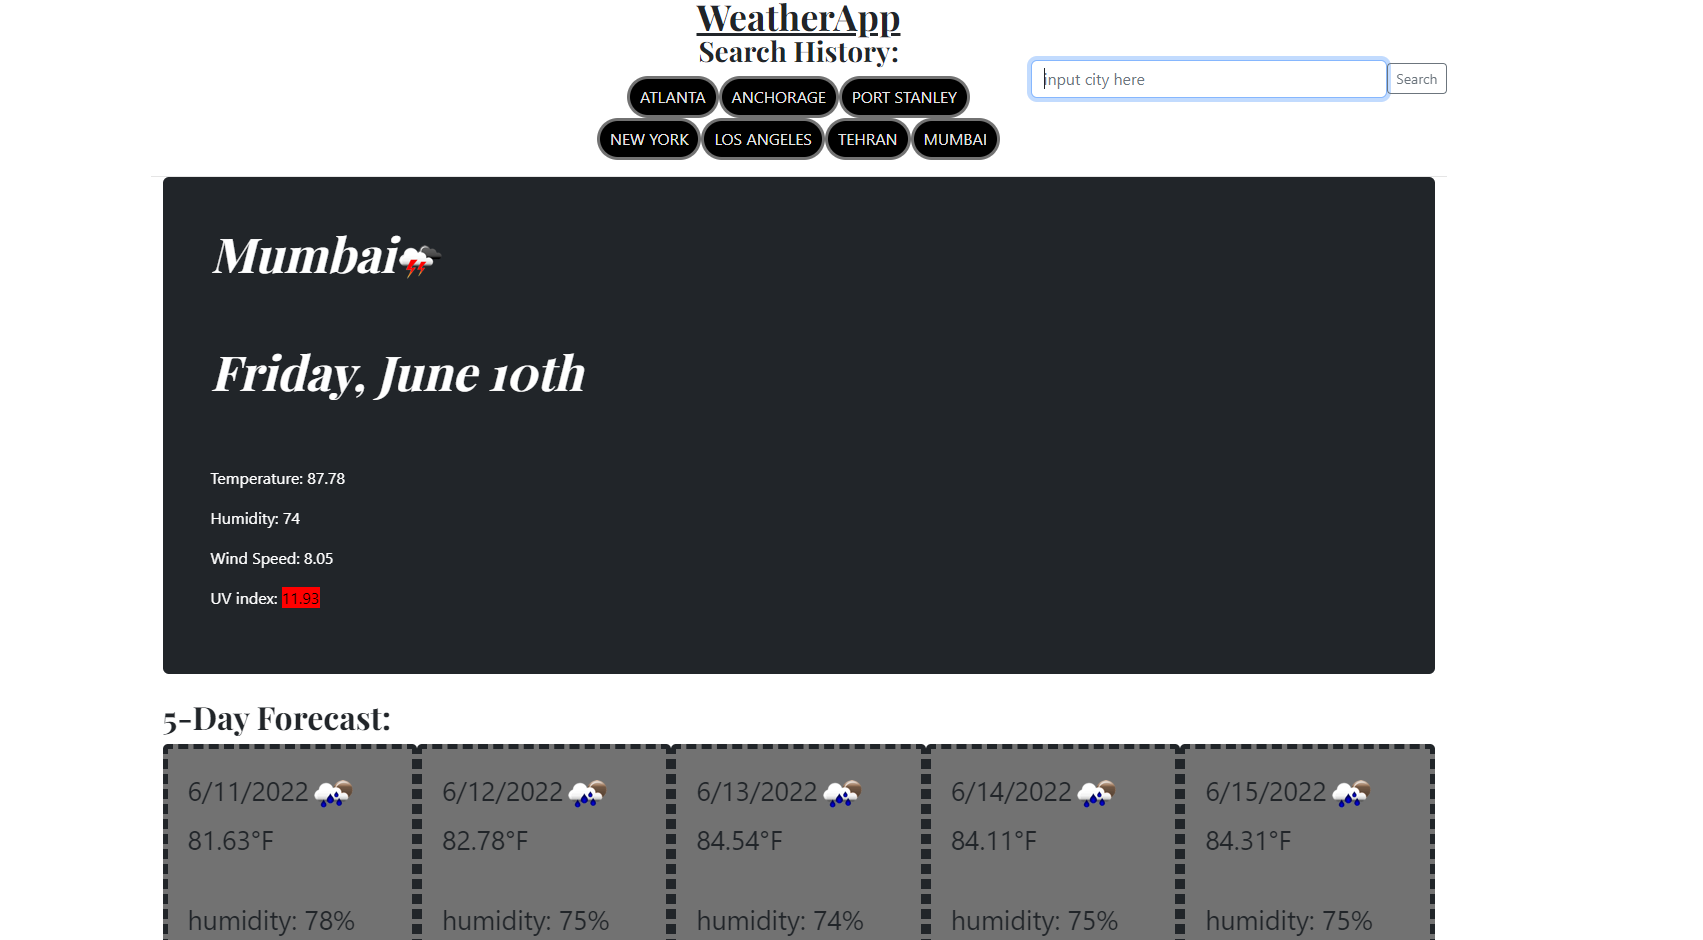 WeatherApp
Search History:
ATLANTA ANCHORAGE PORT STANLEY
NEW YORK LOS ANGELES TEHRAN MUMBAI
input city here Search
Mumbai
Friday, June 10th
Temperature: 87.78
Humidity: 74
Wind Speed: 8.05
UV index: 11.93
5-Day Forecast:
6/11/2022 6/12/2022 6/13/2022 6/14/2022 6/15/2022
81.63°F 82.78°F 84.54°F 84.11°F 84.31°F
humidity: 78% humidity: 75% humidity: 74% humidity: 75% humidity: 75%